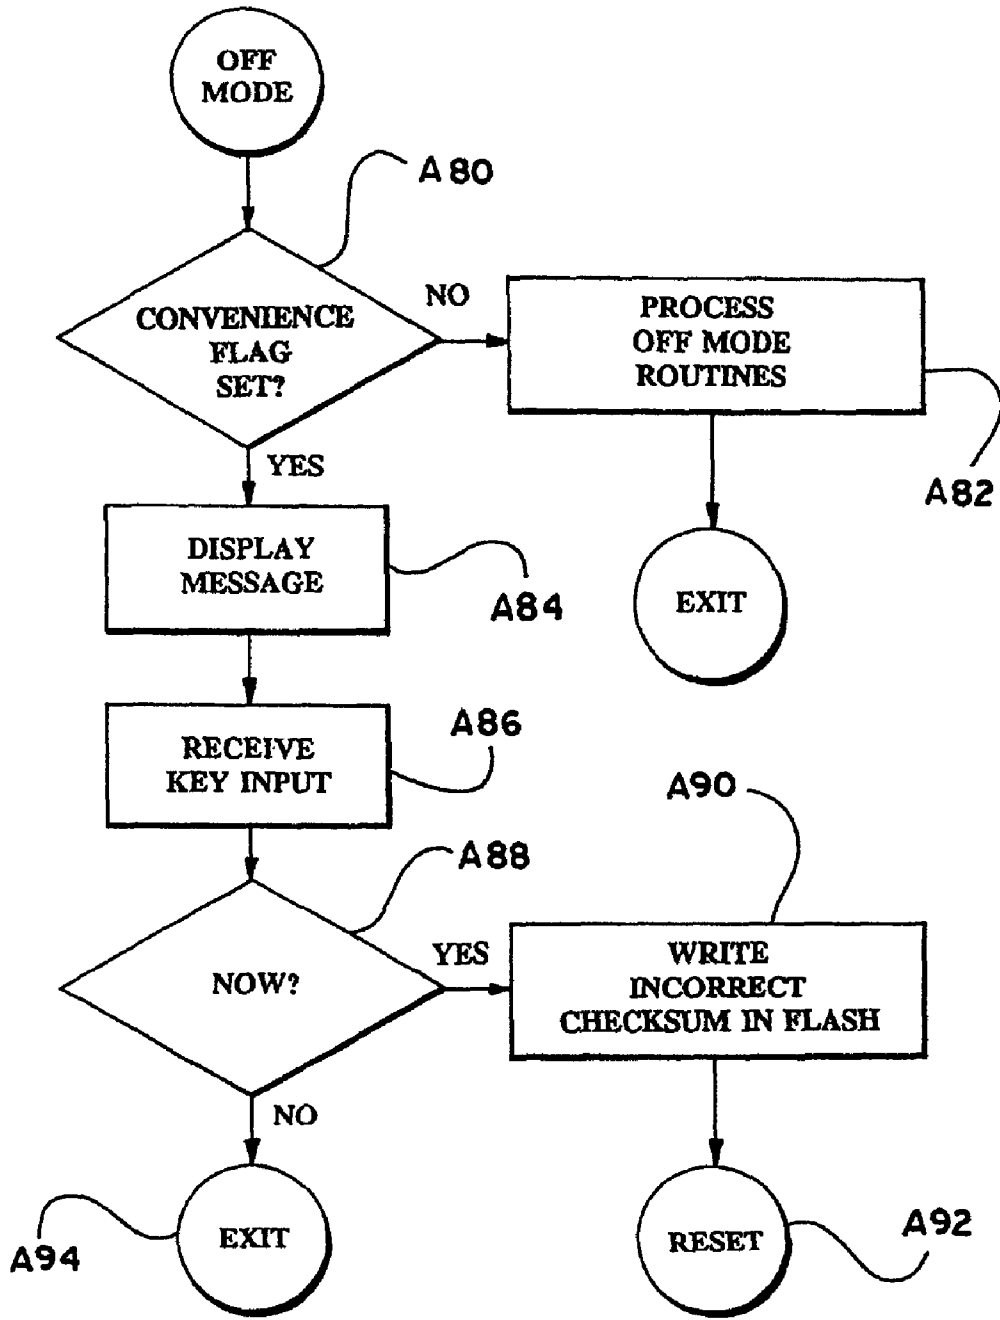 OFF
MODE
A80
CONVENIENCE
FLAG
SET?
NO
PROCESS
OFF MODE
ROUTINES
A82
YES
DISPLAY
MESSAGE
A84
EXIT
RECEIVE
KEY INPUT
A86
A90
A88
NOW?
YES
WRITE
INCORRECT
CHECKSUM IN FLASH
NO
EXIT
A94
RESET
A92